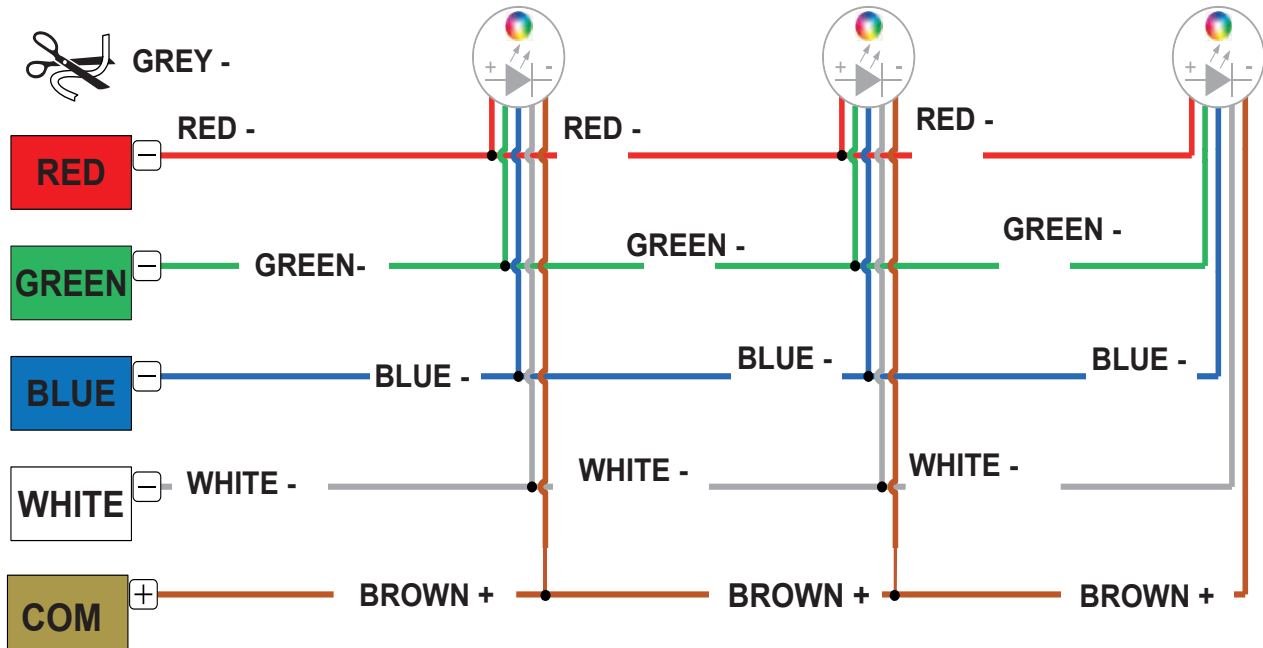 + -
+ -
+ -
GREY -
RED
-
RED -
RED -
RED -
GREEN
-
GREEN-
GREEN -
GREEN -
BLUE
-
BLUE -
BLUE -
BLUE -
WHITE
-
WHITE -
WHITE -
WHITE -
COM
+
BROWN +
BROWN +
BROWN +